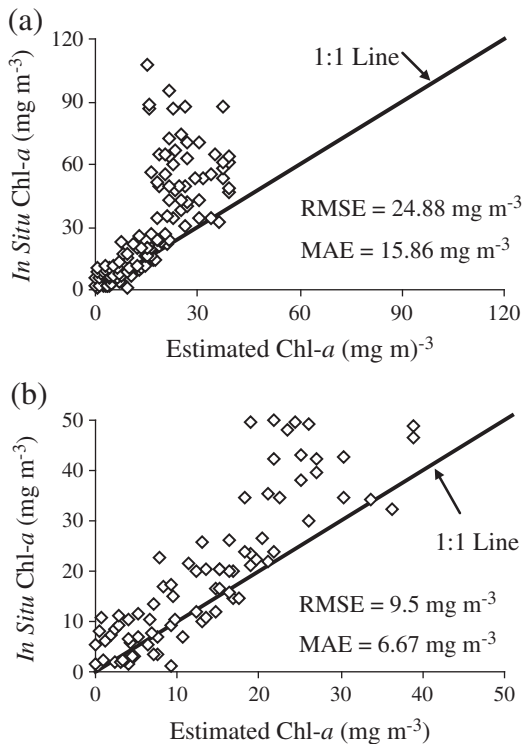 (a)
120
90
60
30
0
In Situ Chl-a (mg m-3)
1:1 Line
RMSE = 24.88 mg m-3
MAE = 15.86 mg m-3
0 30 60 90 120
Estimated Chl-a (mg m)-3
(b)
50
40
30
20
10
0
In Situ Chl-a (mg m-3)
1:1 Line
RMSE = 9.5 mg m-3
MAE = 6.67 mg m-3
0 10 20 30 40 50
Estimated Chl-a (mg m-3)